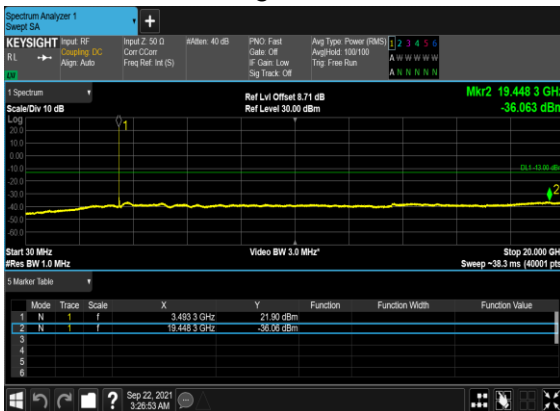 Spectrum Analyzer 1
Swept SA
KEYSIGHT
RL
Input: RF
Coupling: DC
Align: Auto
Input Z: 50 Ω
Corr CCorr
Freq Ref: Int (S)
#Atten: 40 dB
PNO: Fast
Gate: Off
IF Gain: Low
Sig Track: Off
Avg Type: Power (RMS)
Avg|Hold: 100/100
Trig: Free Run
1 2 3 4 5 6
A W W W W W
A N N N N N
1 Spectrum
Scale/Div 10 dB
Ref Lvl Offset 8.71 dB
Ref Level 30.00 dBm
Mkr2 19.448 3 GHz
-36.063 dBm
Log
1
20.0
10.0
0.00
-10.0
DL1 -13.00 dBm
-20.0
-30.0
2
-40.0
-50.0
-60.0
Start 30 MHz
Video BW 3.0 MHz*
Stop 20.000 GH
#Res BW 1.0 MHz
Sweep ~38.3 ms (40001 pts
5 Marker Table
Mode Trace Scale X Y Function Function Width Function Value
1 N 1 f 3.493 3 GHz 21.90 dBm
2 N 1 f 19.448 3 GHz -36.06 dBm
3
4
5
6
?
Sep 22, 2021
3:26:53 AM